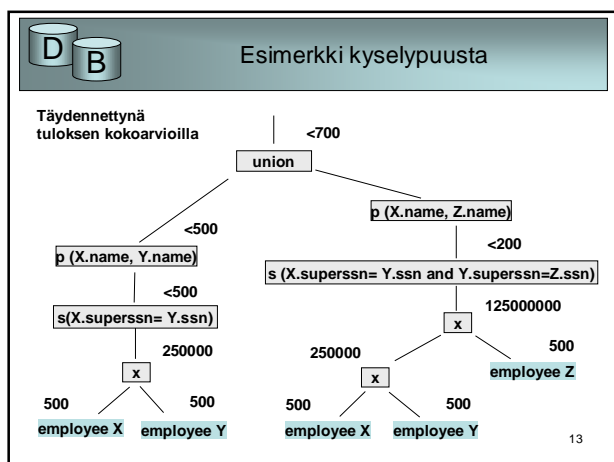 D
B
Esimerkki kyselypuusta
Täydennettynä
tuloksen kokoarvioilla
<700
union
p (X.name, Z.name)
<500
<200
p (X.name, Y.name)
s (X.superssn= Y.ssn and Y.superssn=Z.ssn)
<500
s(X.superssn= Y.ssn)
125000000
x
250000
250000
500
x
x
employee Z
500
500
500
500
employee X
employee Y
employee X
employee Y
13